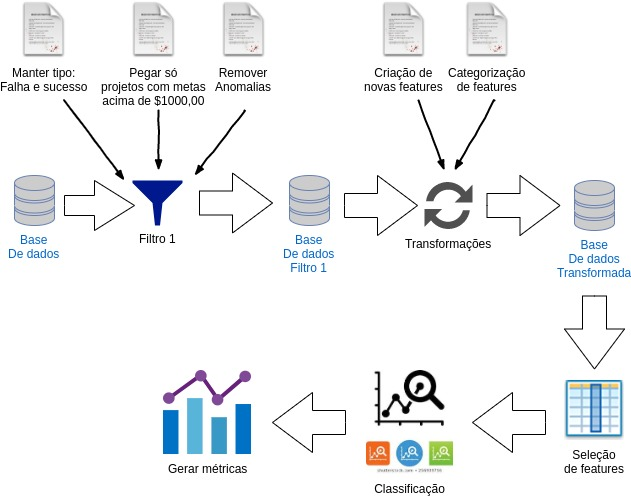 Manter tipo:
Falha e sucesso
Pegar só
projetos com metas
acima de $1000,00
Remover
Anomalias
Criação de
novas features
Categorização
de features
Base
De dados
Filtro 1
Base
De dados
Filtro 1
Transformações
Base
De dados
Transformada
Seleção
de features
Classificação
Gerar métricas